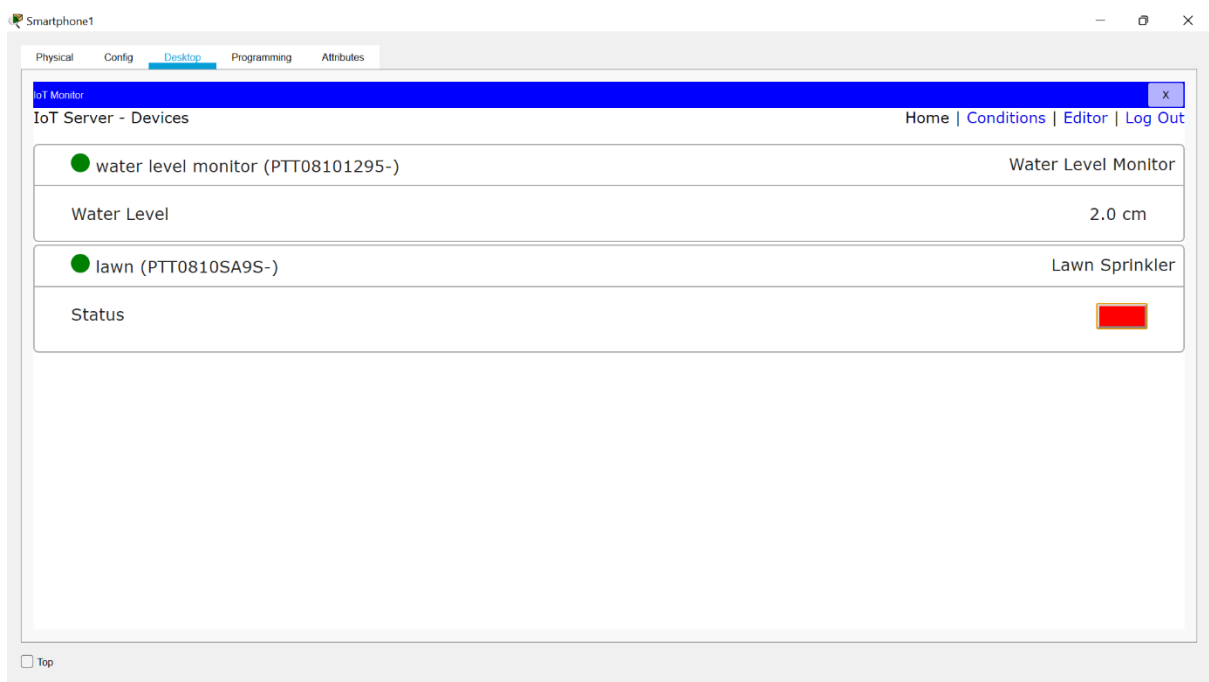 Smartphone1
Physical Config Desktop Programming Attributes
IoT Monitor X
IoT Server - Devices Home | Conditions | Editor | Log Out
water level monitor (PTT08101295-) Water Level Monitor
Water Level 2.0 cm
lawn (PTT0810SA9S-) Lawn Sprinkler
Status
Top